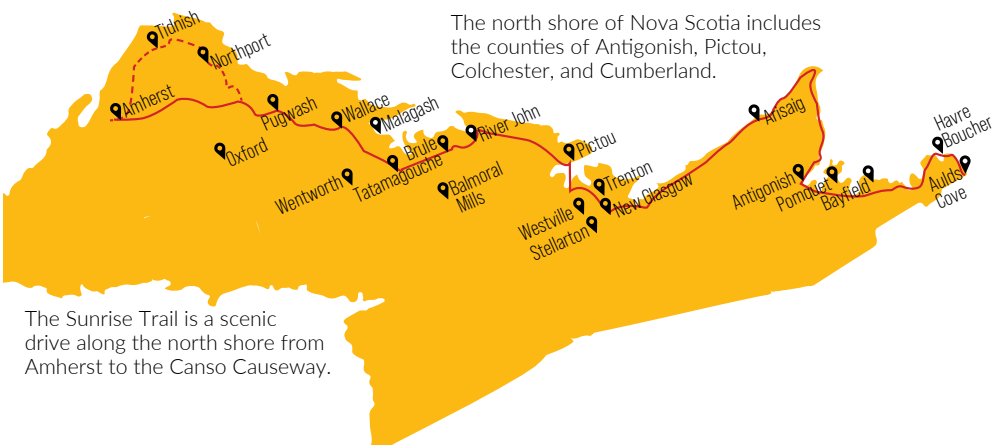 The north shore of Nova Scotia includes
the counties of Antigonish, Pictou,
Colchester, and Cumberland.
Tidnish
Northport
Amherst
Pugwash
Wallace
Malagash
Oxford
Wentworth
Tatamagouche
Brule
River John
Balmoral
Mills
Pictou
Trenton
New Glasgow
Westville
Stellarton
Arisaig
Antigonish
Pomquet
Bayfield
Havre
Boucher
Aulds
Cove
The Sunrise Trail is a scenic
drive along the north shore from
Amherst to the Canso Causeway.